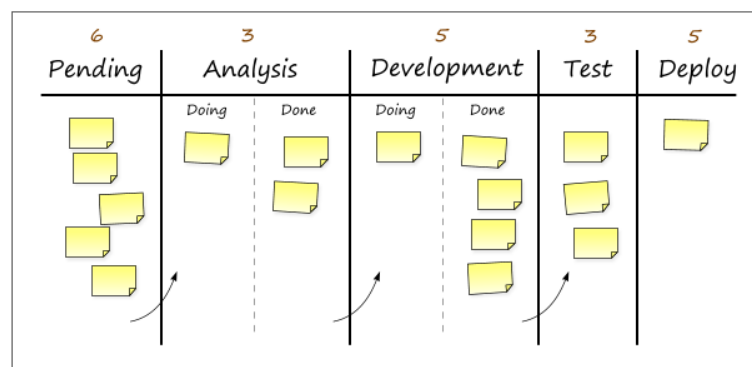 6 3 5 3 5
Pending Analysis Development Test Deploy
Doing Done Doing Done